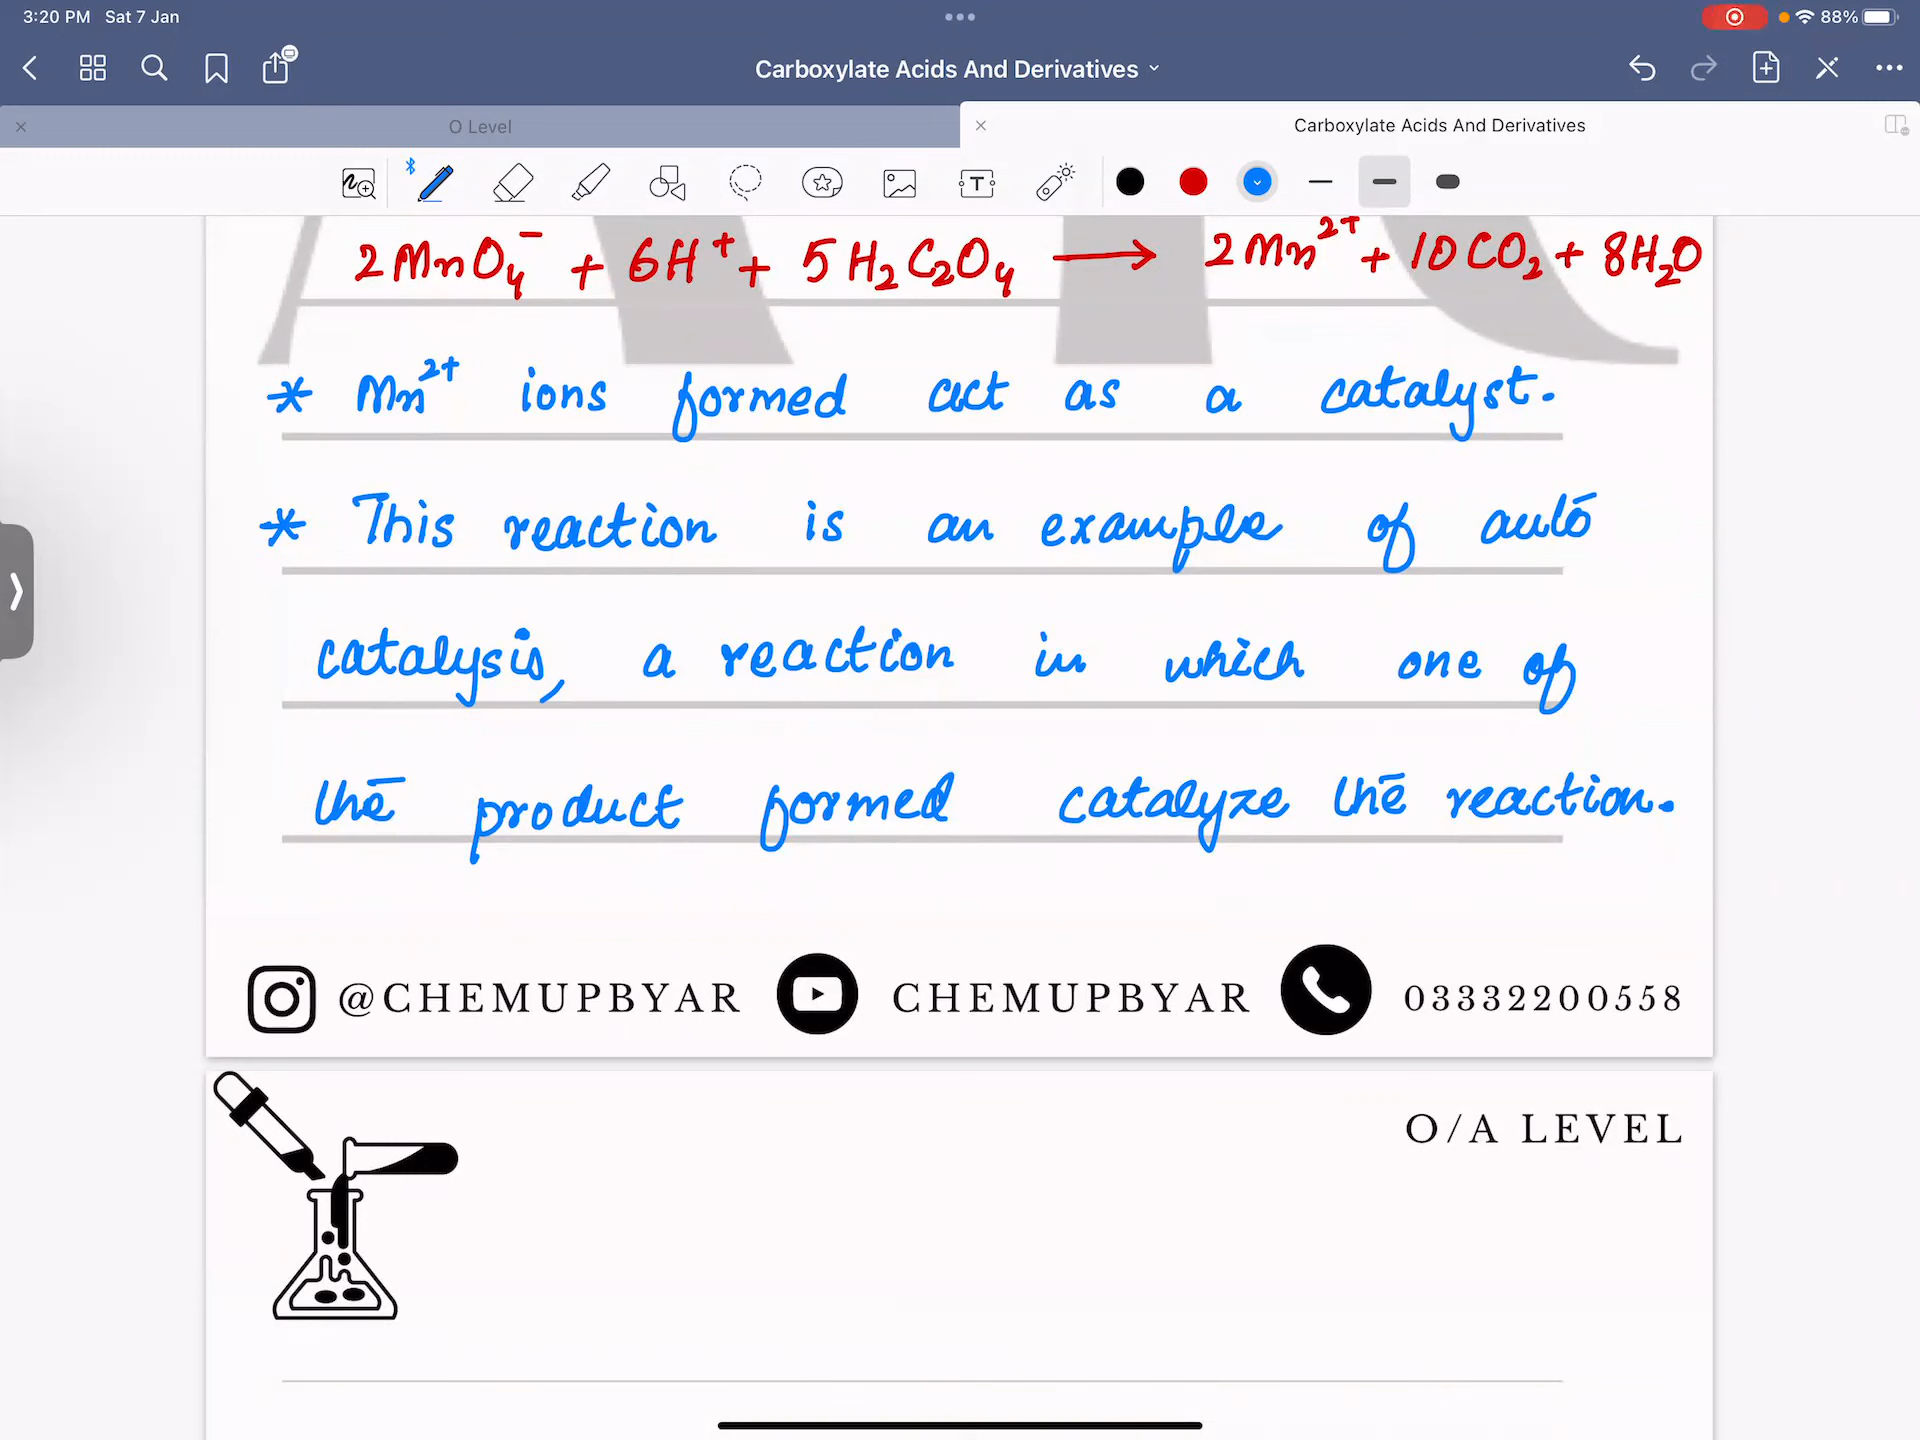 3:20 PM Sat 7 Jan 88%
Carboxylate Acids And Derivatives
O Level
Carboxylate Acids And Derivatives
T
2MnO₄⁻ + 6H⁺ + 5H₂C₂O₄ → 2Mn²⁺ + 10CO₂ + 8H₂O
* Mn²⁺ ions formed act as a catalyst.
* This reaction is an example of auto
catalysis, a reaction in which one of
the product formed catalyze the reaction.
@CHEMUPBYAR CHEMUPBYAR 03332200558
O/A LEVEL